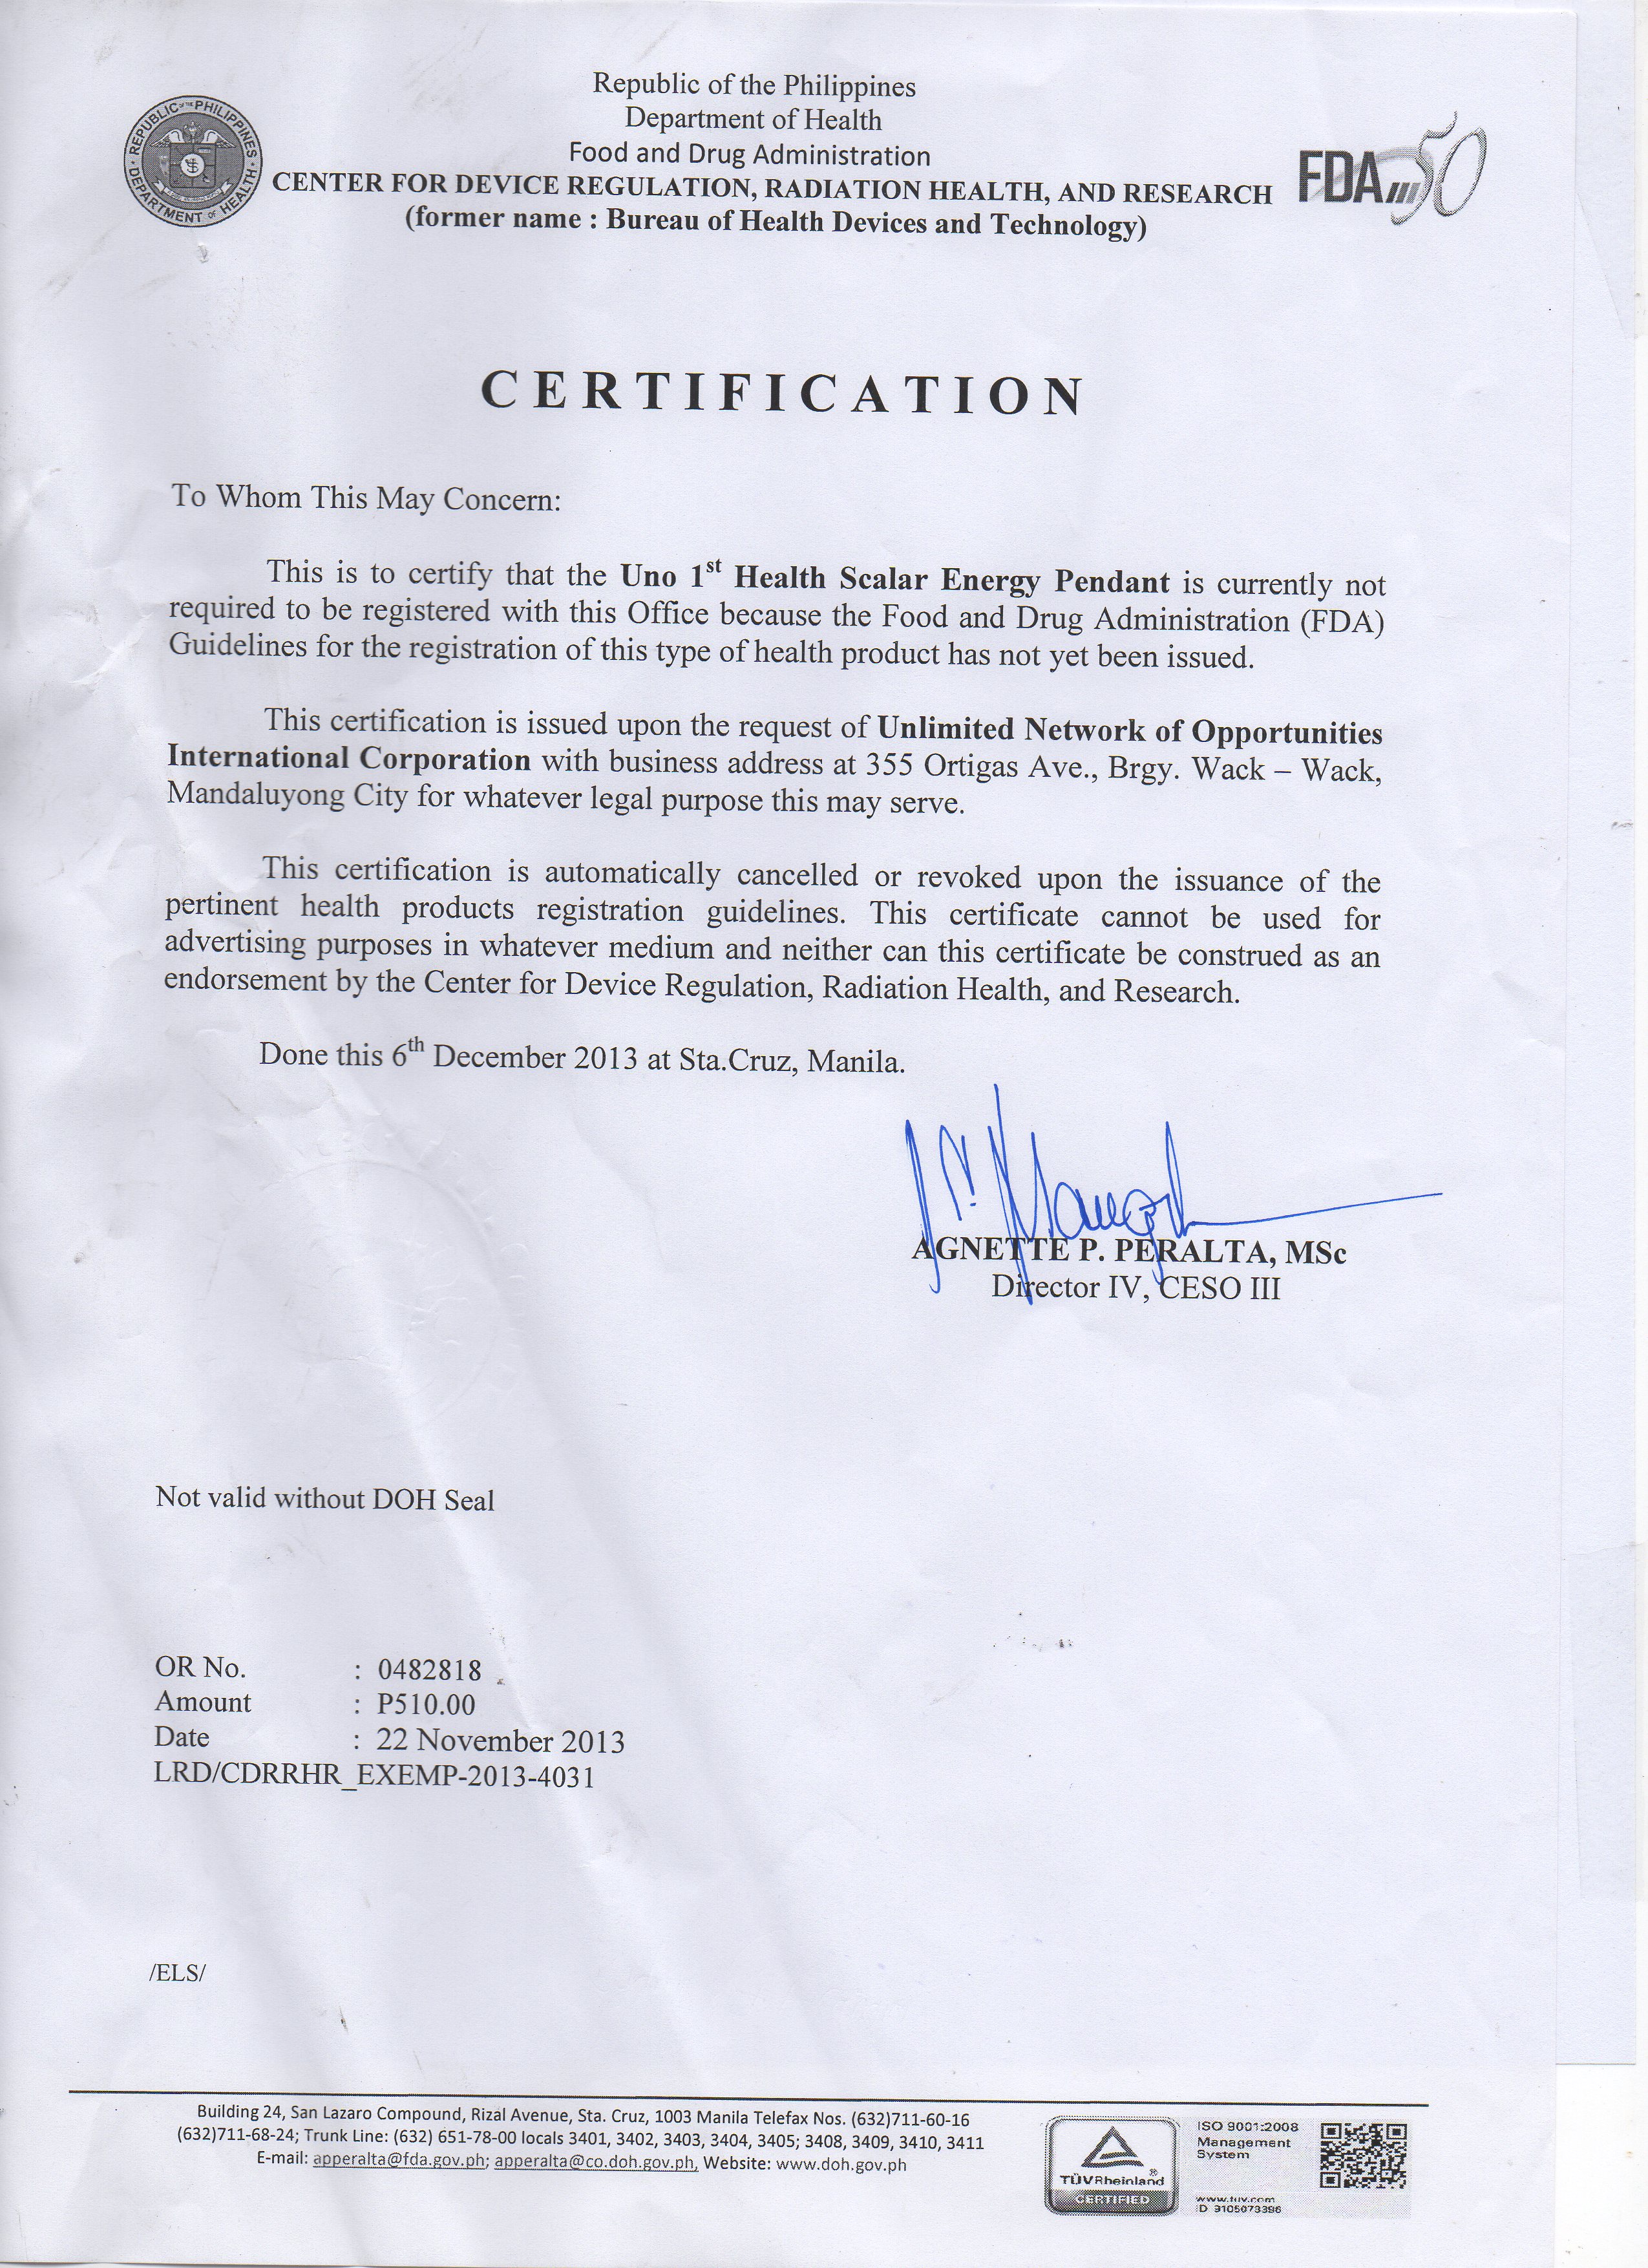 Republic of the Philippines
Department of Health
Food and Drug Administration
CENTER FOR DEVICE REGULATION, RADIATION HEALTH, AND RESEARCH
(former name : Bureau of Health Devices and Technology)
REPUBLIC OF THE PHILIPPINES
DEPARTMENT OF HEALTH
FDA 50
CERTIFICATION
To Whom This May Concern:
This is to certify that the Uno 1st Health Scalar Energy Pendant is currently not
required to be registered with this Office because the Food and Drug Administration (FDA)
Guidelines for the registration of this type of health product has not yet been issued.
This certification is issued upon the request of Unlimited Network of Opportunities
International Corporation with business address at 355 Ortigas Ave., Brgy. Wack – Wack,
Mandaluyong City for whatever legal purpose this may serve.
This certification is automatically cancelled or revoked upon the issuance of the
pertinent health products registration guidelines. This certificate cannot be used for
advertising purposes in whatever medium and neither can this certificate be construed as an
endorsement by the Center for Device Regulation, Radiation Health, and Research.
Done this 6th December 2013 at Sta.Cruz, Manila.
AGNETTE P. PERALTA, MSc
Director IV, CESO III
Not valid without DOH Seal
OR No. : 0482818
Amount : P510.00
Date : 22 November 2013
LRD/CDRRHR_EXEMP-2013-4031
/ELS/
Building 24, San Lazaro Compound, Rizal Avenue, Sta. Cruz, 1003 Manila Telefax Nos. (632)711-60-16
(632)711-68-24; Trunk Line: (632) 651-78-00 locals 3401, 3402, 3403, 3404, 3405; 3408, 3409, 3410, 3411
E-mail: apperalta@fda.gov.ph; apperalta@co.doh.gov.ph, Website: www.doh.gov.ph
TÜVRheinland®
CERTIFIED
ISO 9001:2008
Management
System
www.tuv.com
ID 9105073396